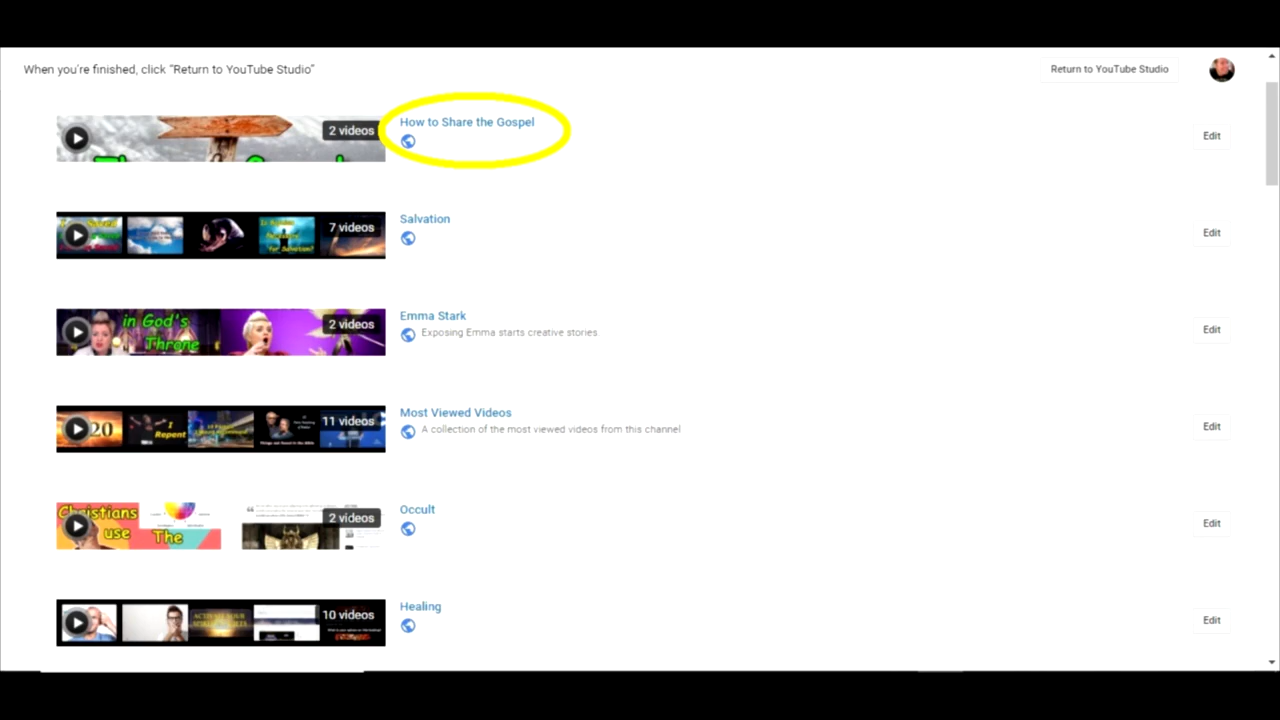 When you're finished, click “Return to YouTube Studio”
Return to YouTube Studio
2 videos
How to Share the Gospel
Edit
7 videos
Salvation
Edit
in God's
Throne
2 videos
Emma Stark
Exposing Emma starts creative stories.
Edit
20
I
Repent
11 videos
Most Viewed Videos
A collection of the most viewed videos from this channel
Edit
Christians
use
The
2 videos
Occult
Edit
10 videos
Healing
Edit